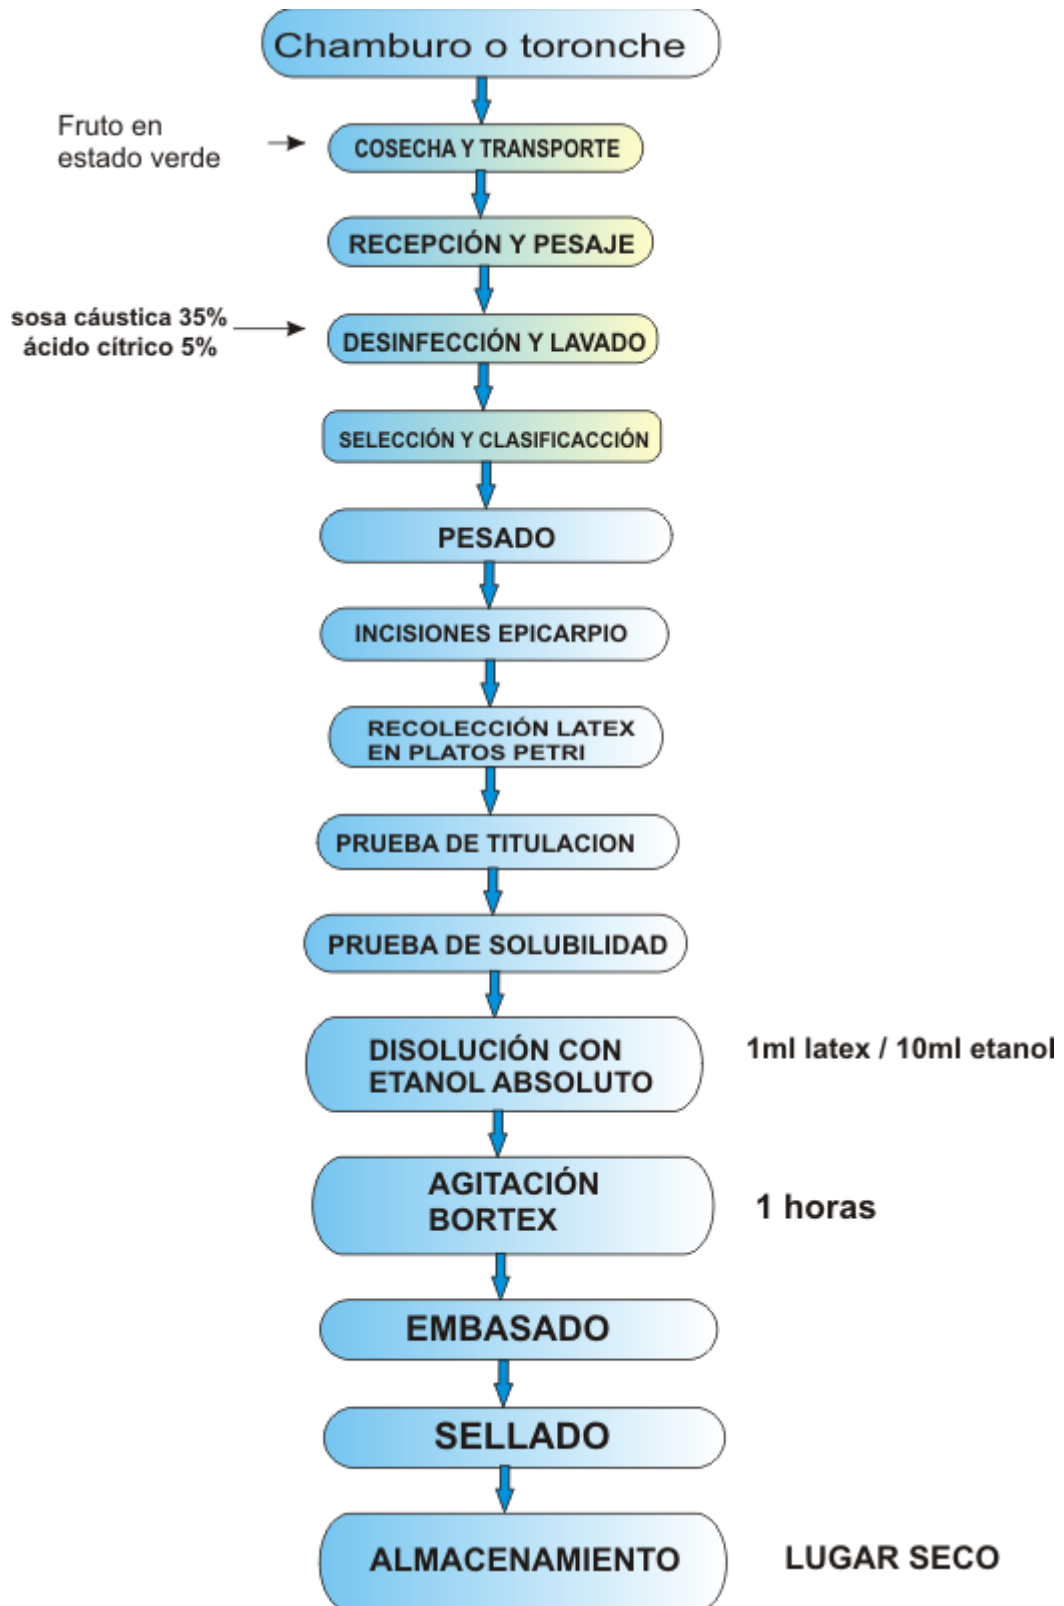 Chamburo o toronche
Fruto en
estado verde
COSECHA Y TRANSPORTE
RECEPCIÓN Y PESAJE
sosa cáustica 35%
ácido cítrico 5%
DESINFECCIÓN Y LAVADO
SELECCIÓN Y CLASIFICACCIÓN
PESADO
INCISIONES EPICARPIO
RECOLECCIÓN LATEX
EN PLATOS PETRI
PRUEBA DE TITULACION
PRUEBA DE SOLUBILIDAD
DISOLUCIÓN CON
ETANOL ABSOLUTO
1ml latex / 10ml etanol
AGITACIÓN
BORTEX
1 horas
EMBASADO
SELLADO
ALMACENAMIENTO
LUGAR SECO